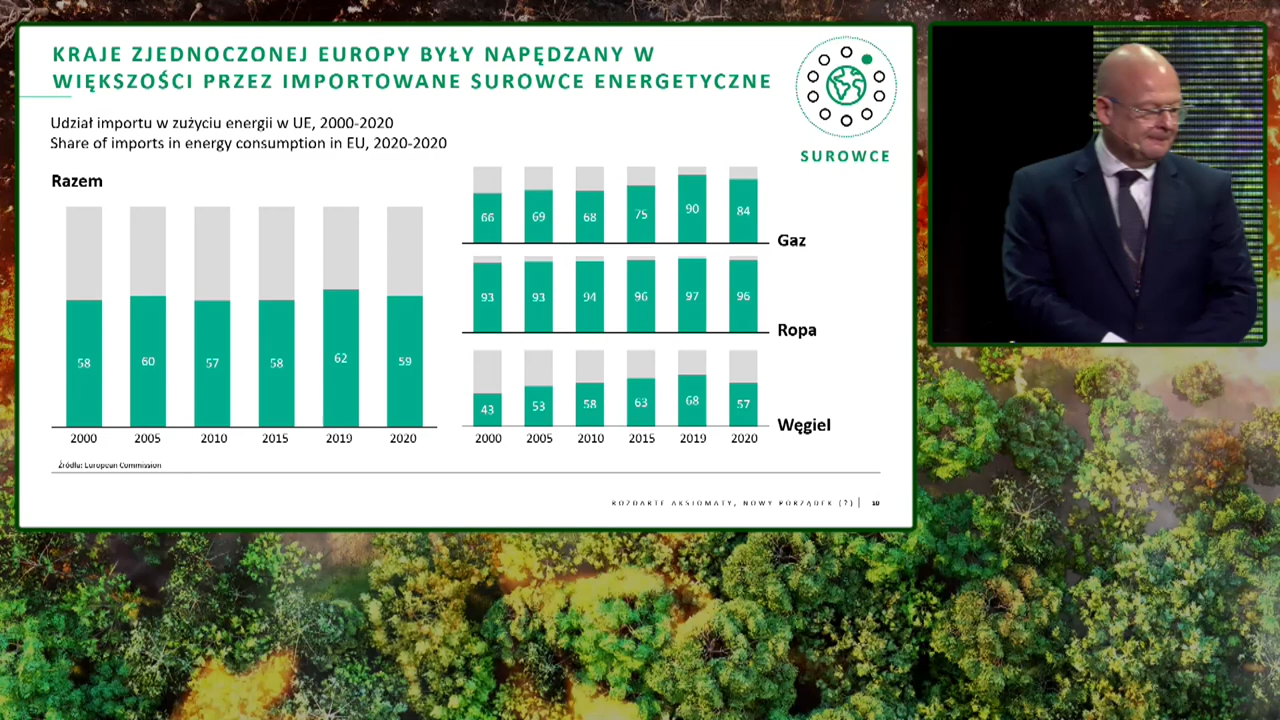 KRAJE ZJEDNOCZONEJ EUROPY BYŁY NAPĘDZANY W
WIĘKSZOŚCI PRZEZ IMPORTOWANE SUROWCE ENERGETYCZNE
SUROWCE
Udział importu w zużyciu energii w UE, 2000-2020
Share of imports in energy consumption in EU, 2020-2020
Razem
58 60 57 58 62 59
2000 2005 2010 2015 2019 2020
66 69 68 75 90 84
Gaz
93 93 94 96 97 96
Ropa
43 53 58 63 68 57
Węgiel
2000 2005 2010 2015 2019 2020
Źródła: European Commission
ROZDARTE AKSJOMATY, NOWY PORZĄDEK (?) | 10